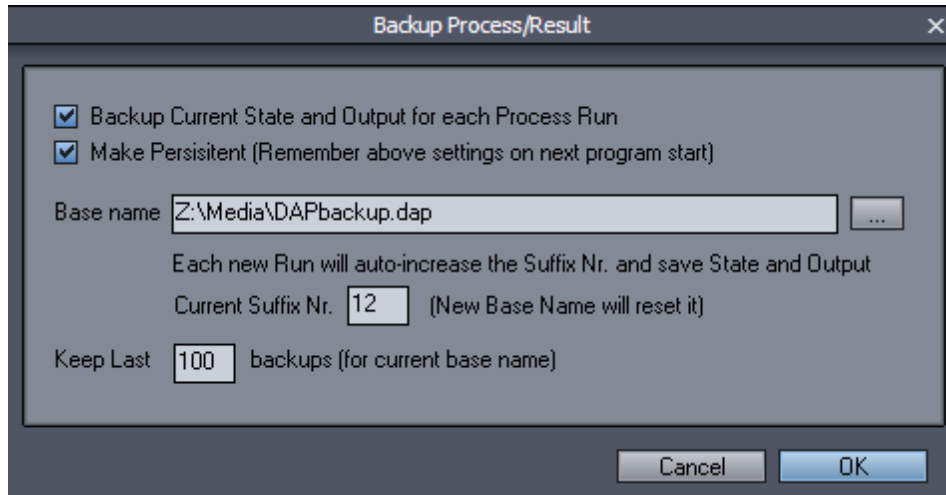 Backup Process/Result
Backup Current State and Output for each Process Run
Make Persisitent (Remember above settings on next program start)
Base name Z:\Media\DAPbackup.dap ...
Each new Run will auto-increase the Suffix Nr. and save State and Output
Current Suffix Nr. 12 (New Base Name will reset it)
Keep Last 100 backups (for current base name)
Cancel OK